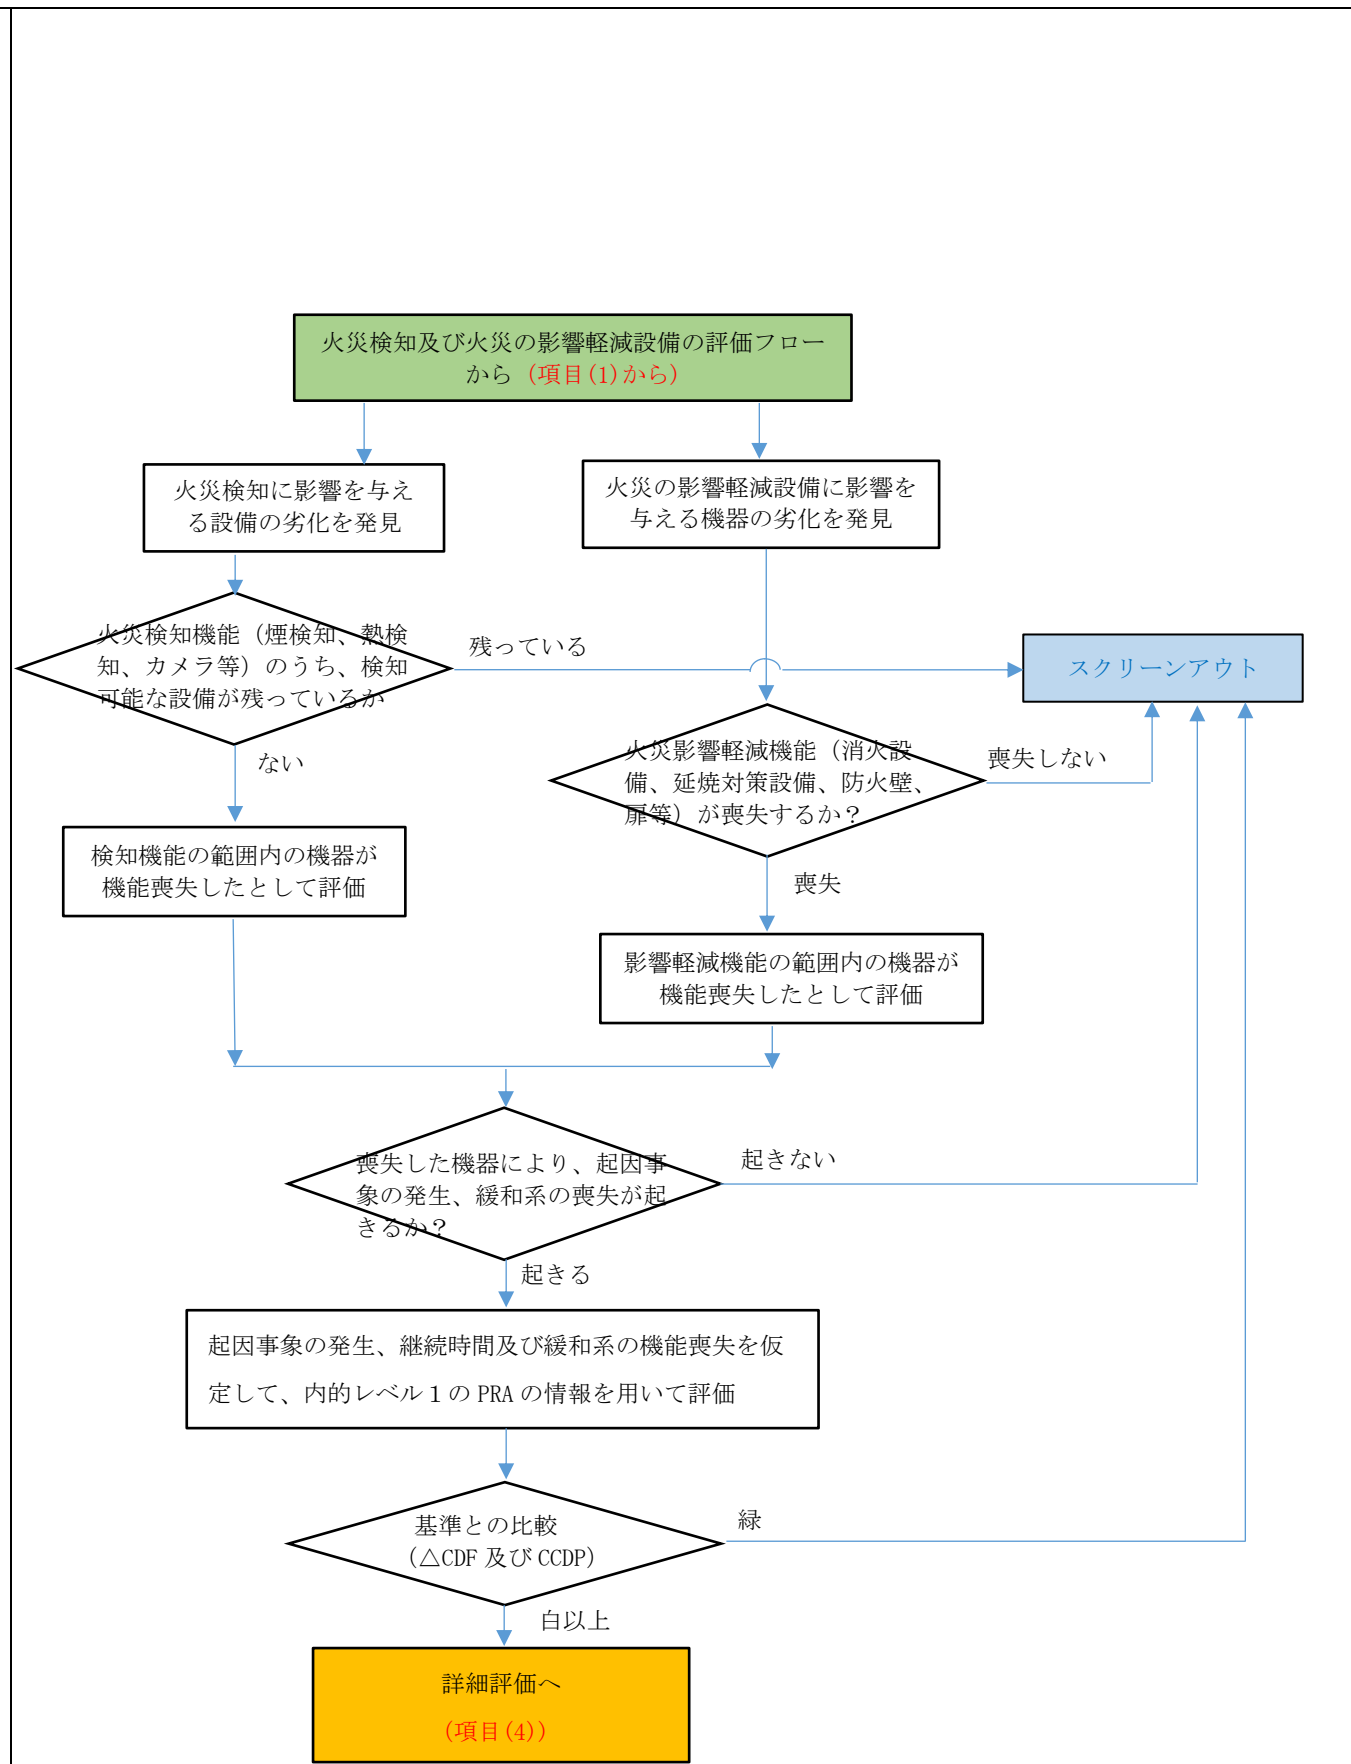 火災検知及び火災の影響軽減設備の評価フロー
から（項目(1)から）
火災検知に影響を与え
る設備の劣化を発見
火災の影響軽減設備に影響を
与える機器の劣化を発見
火災検知機能（煙検知、熱検
知、カメラ等）のうち、検知
可能な設備が残っているか
残っている
スクリーンアウト
ない
火災影響軽減機能（消火設
備、延焼対策設備、防火壁、
扉等）が喪失するか？
喪失しない
検知機能の範囲内の機器が
機能喪失したとして評価
喪失
影響軽減機能の範囲内の機器が
機能喪失したとして評価
喪失した機器により、起因事
象の発生、緩和系の喪失が起
きるか？
起きない
起きる
起因事象の発生、継続時間及び緩和系の機能喪失を仮
定して、内的レベル１の PRA の情報を用いて評価
基準との比較
（△CDF 及び CCDP）
緑
白以上
詳細評価へ
（項目(4)）